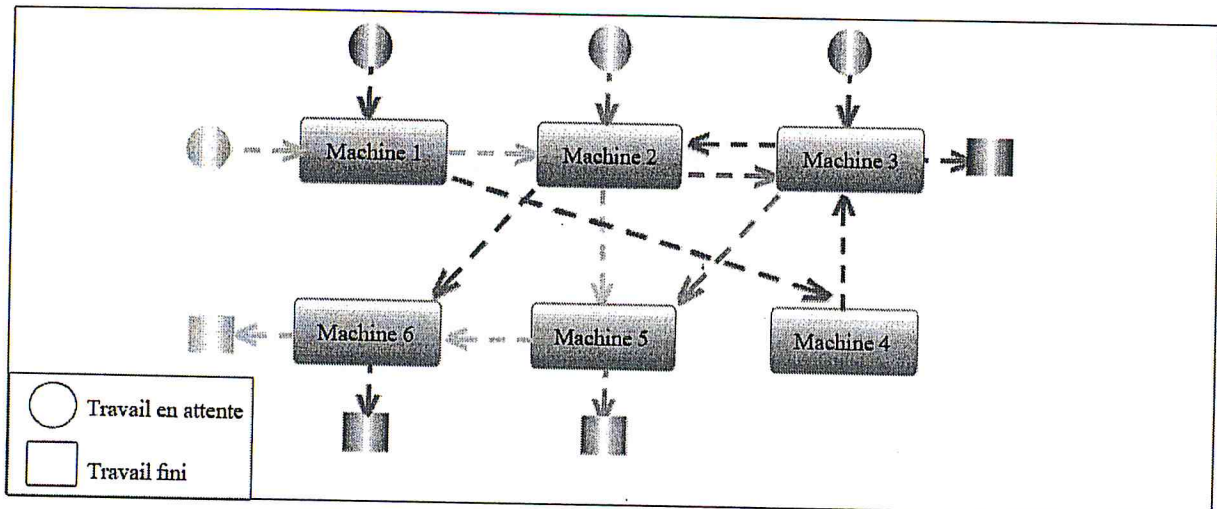 Machine 1
Machine 2
Machine 3
Machine 6
Machine 5
Machine 4
Travail en attente
Travail fini